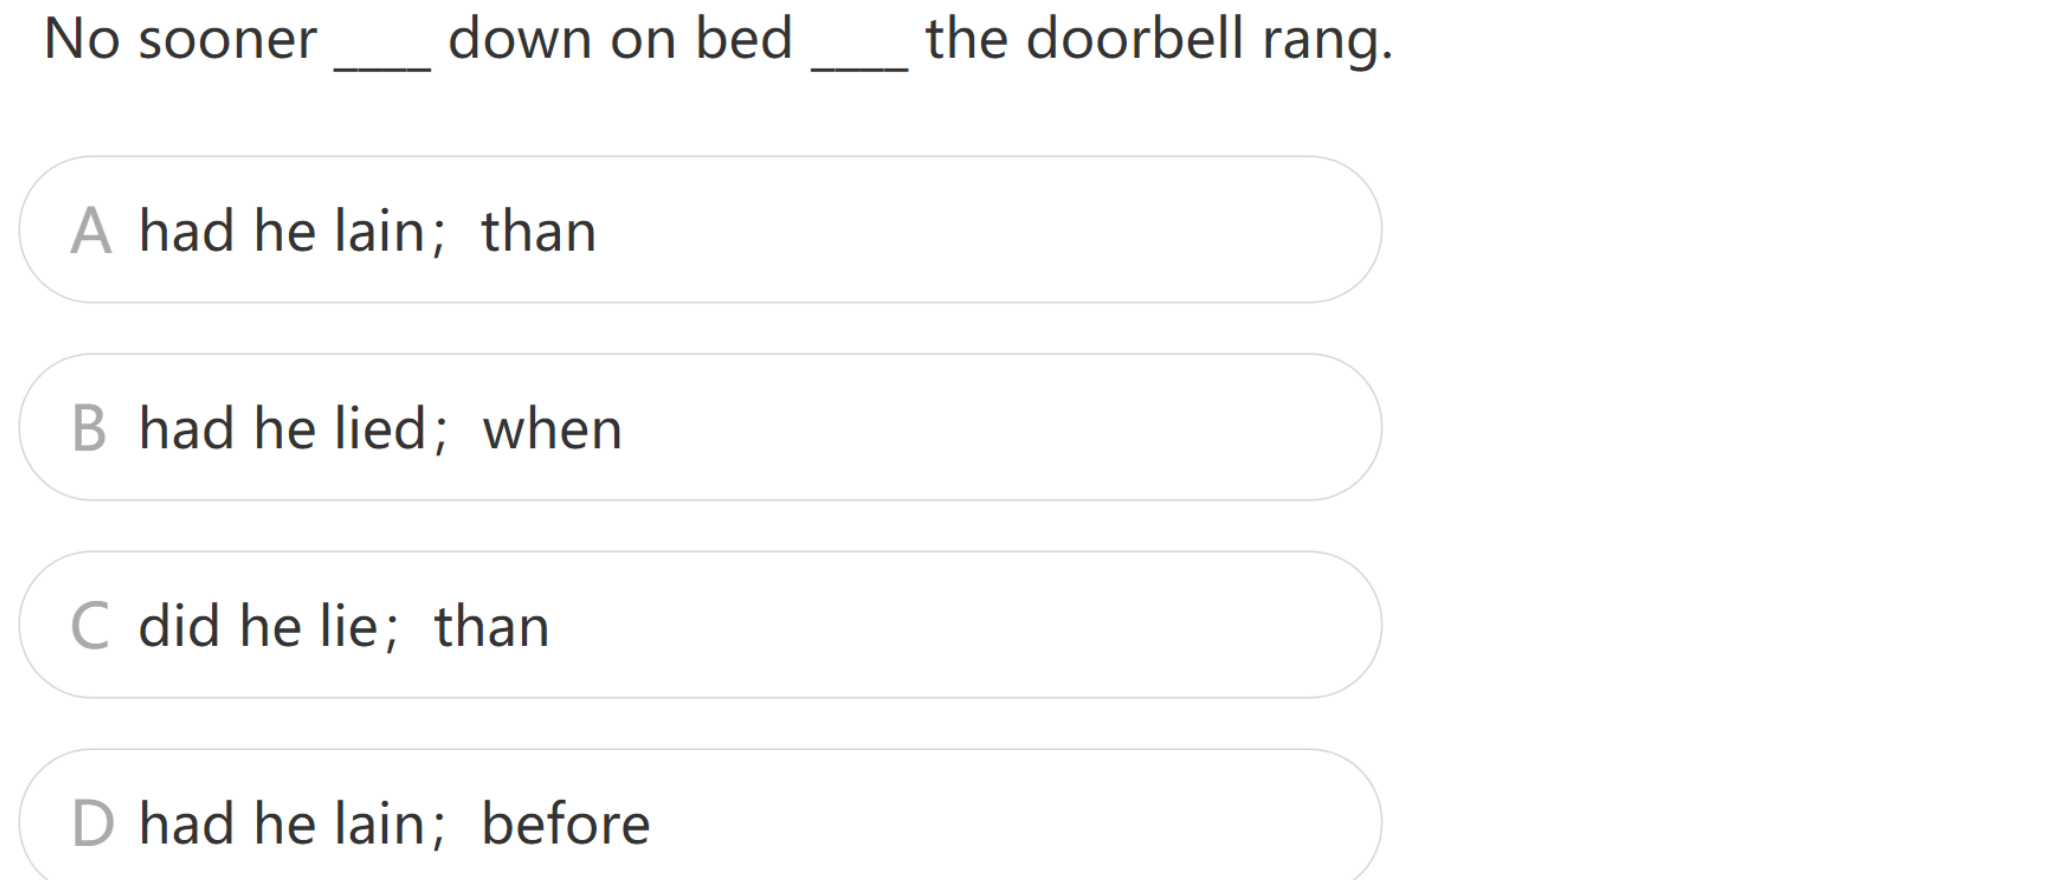 No sooner ____ down on bed ____ the doorbell rang.
A had he lain；than
B had he lied；when
C did he lie；than
D had he lain；before